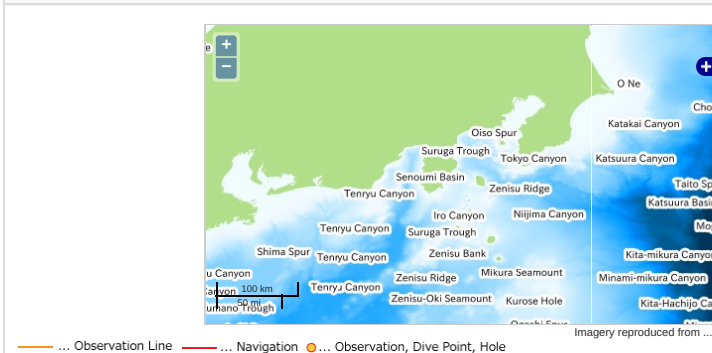 e
+
−
+
O Ne
Cho
Oiso Spur
Katakai Canyon
Suruga Trough
Tokyo Canyon
Katsuura Canyon
Senoumi Basin
Taito Sp
Tenryu Canyon
Zenisu Ridge
Katsuura Basi
Iro Canyon
Niijima Canyon
Tenryu Canyon
Suruga Trough
Mo
Shima Spur
Tenryu Canyon
Zenisu Bank
Kita-mikura Canyo
u Canyon
Zenisu Ridge
Mikura Seamount
Minami-mikura Canyon
Canyon
100 km
Tenryu Canyon
50 mi
Zenisu-Oki Seamount
Kurose Hole
Kita-Hachijo Ca
umano Trough
Imagery reproduced from ...
... Observation Line
... Navigation
... Observation, Dive Point, Hole